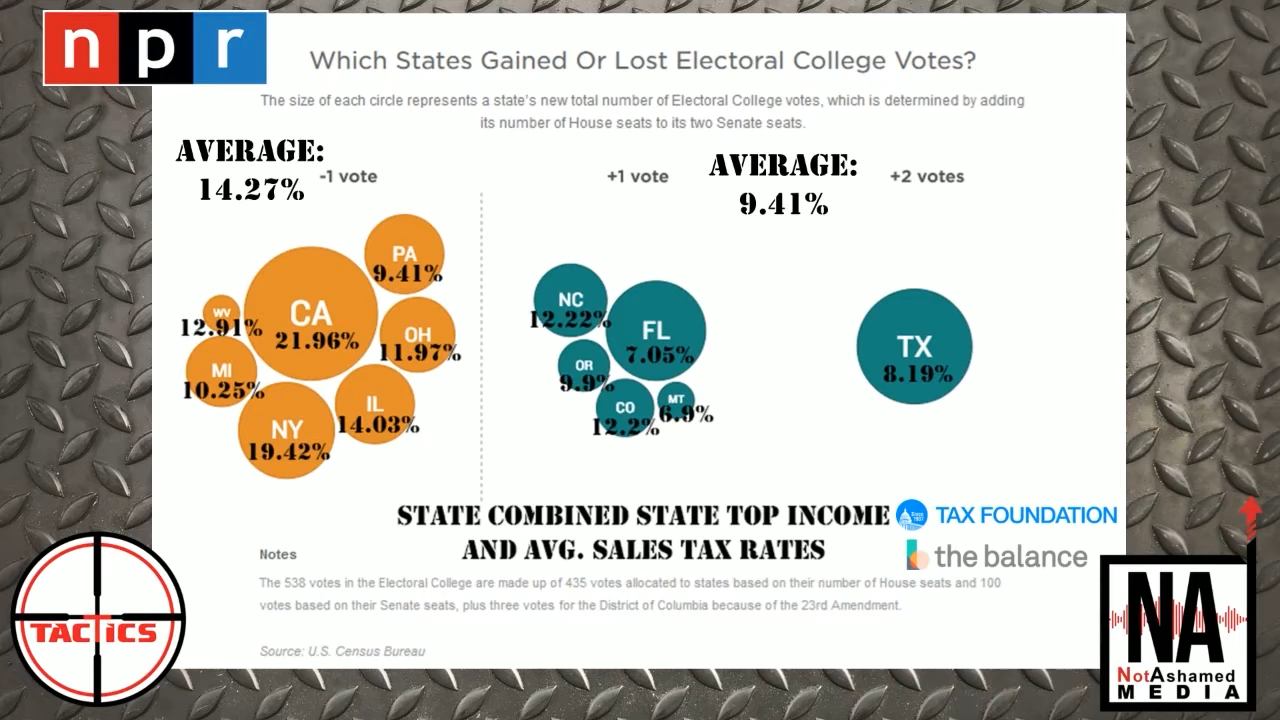 npr
Which States Gained Or Lost Electoral College Votes?
The size of each circle represents a state's new total number of Electoral College votes, which is determined by adding
its number of House seats to its two Senate seats.
AVERAGE:
14.27%
-1 vote
+1 vote
AVERAGE:
9.41%
+2 votes
PA
9.41%
WV
12.91%
CA
21.96%
OH
11.97%
MI
10.25%
NY
19.42%
IL
14.03%
NC
12.22%
FL
7.05%
OR
9.9%
CO
12.2%
MT
6.9%
TX
8.19%
STATE COMBINED STATE TOP INCOME
AND AVG. SALES TAX RATES
Since 1937
TAX FOUNDATION
the balance
Notes
The 538 votes in the Electoral College are made up of 435 votes allocated to states based on their number of House seats and 100
votes based on their Senate seats, plus three votes for the District of Columbia because of the 23rd Amendment.
Source: U.S. Census Bureau
TACTICS
NA
NotAshamed
MEDIA